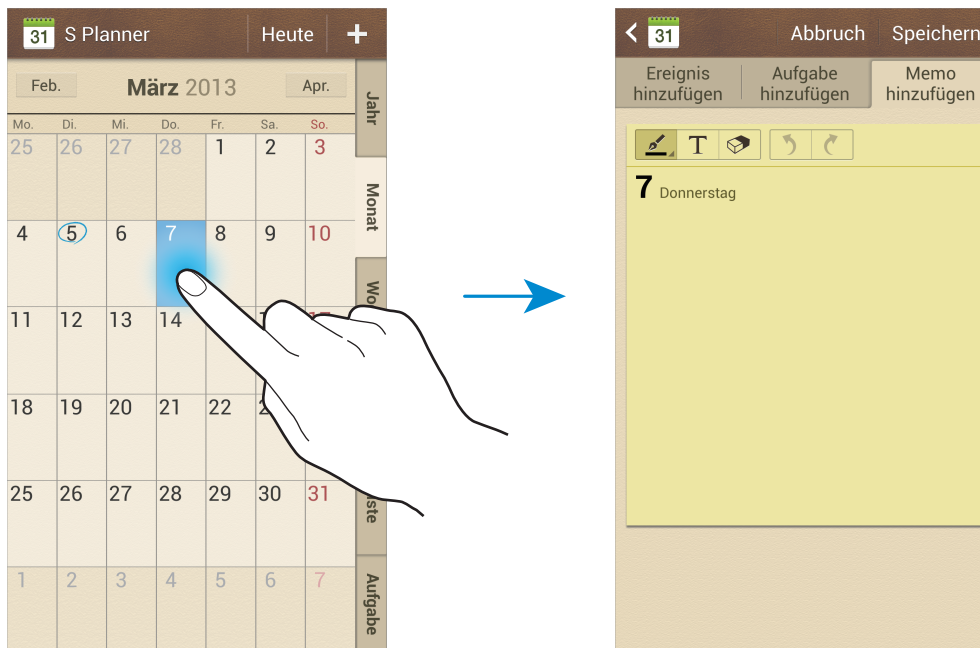 31 S Planner Heute +
Feb. März 2013 Apr.
Mo. Di. Mi. Do. Fr. Sa. So.
25 26 27 28 1 2 3
4 5 6 7 8 9 10
11 12 13 14
18 19 20 21 22
25 26 27 28 29 30 31
1 2 3 4 5 6 7
Jahr
Monat
Aufgabe
31 Abbruch Speichern
Ereignis hinzufügen
Aufgabe hinzufügen
Memo hinzufügen
T
7 Donnerstag